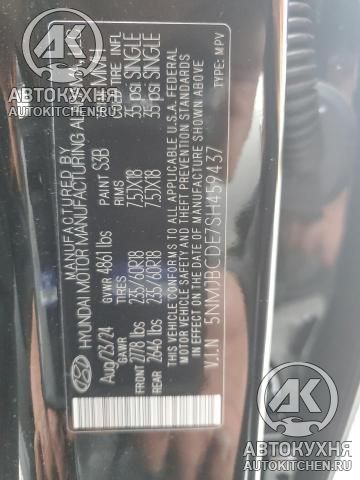 MANUFACTURED BY
HYUNDAI MOTOR MANUFACTURING
Aug/23/24 GVWR 4661 lbs PAINT S3B
GAWR TIRE RIMS COLD TIRE INFL
FRONT 2778 lbs 235/60R18 7.5JX18 35 psi SINGLE
REAR 2646 lbs 235/60R18 7.5JX18 35 psi SINGLE
THIS VEHICLE CONFORMS TO ALL APPLICABLE U.S.A. FEDERAL
MOTOR VEHICLE SAFETY AND THEFT PREVENTION STANDARDS
IN EFFECT ON THE DATE OF MANUFACTURE SHOWN ABOVE
V.I.N 5NMJBCDE7SH459437 TYPE: MPV
АВТОКУХНЯ
AUTOKITCHEN.RU
АВТОКУХНЯ
AUTOKITCHEN.RU